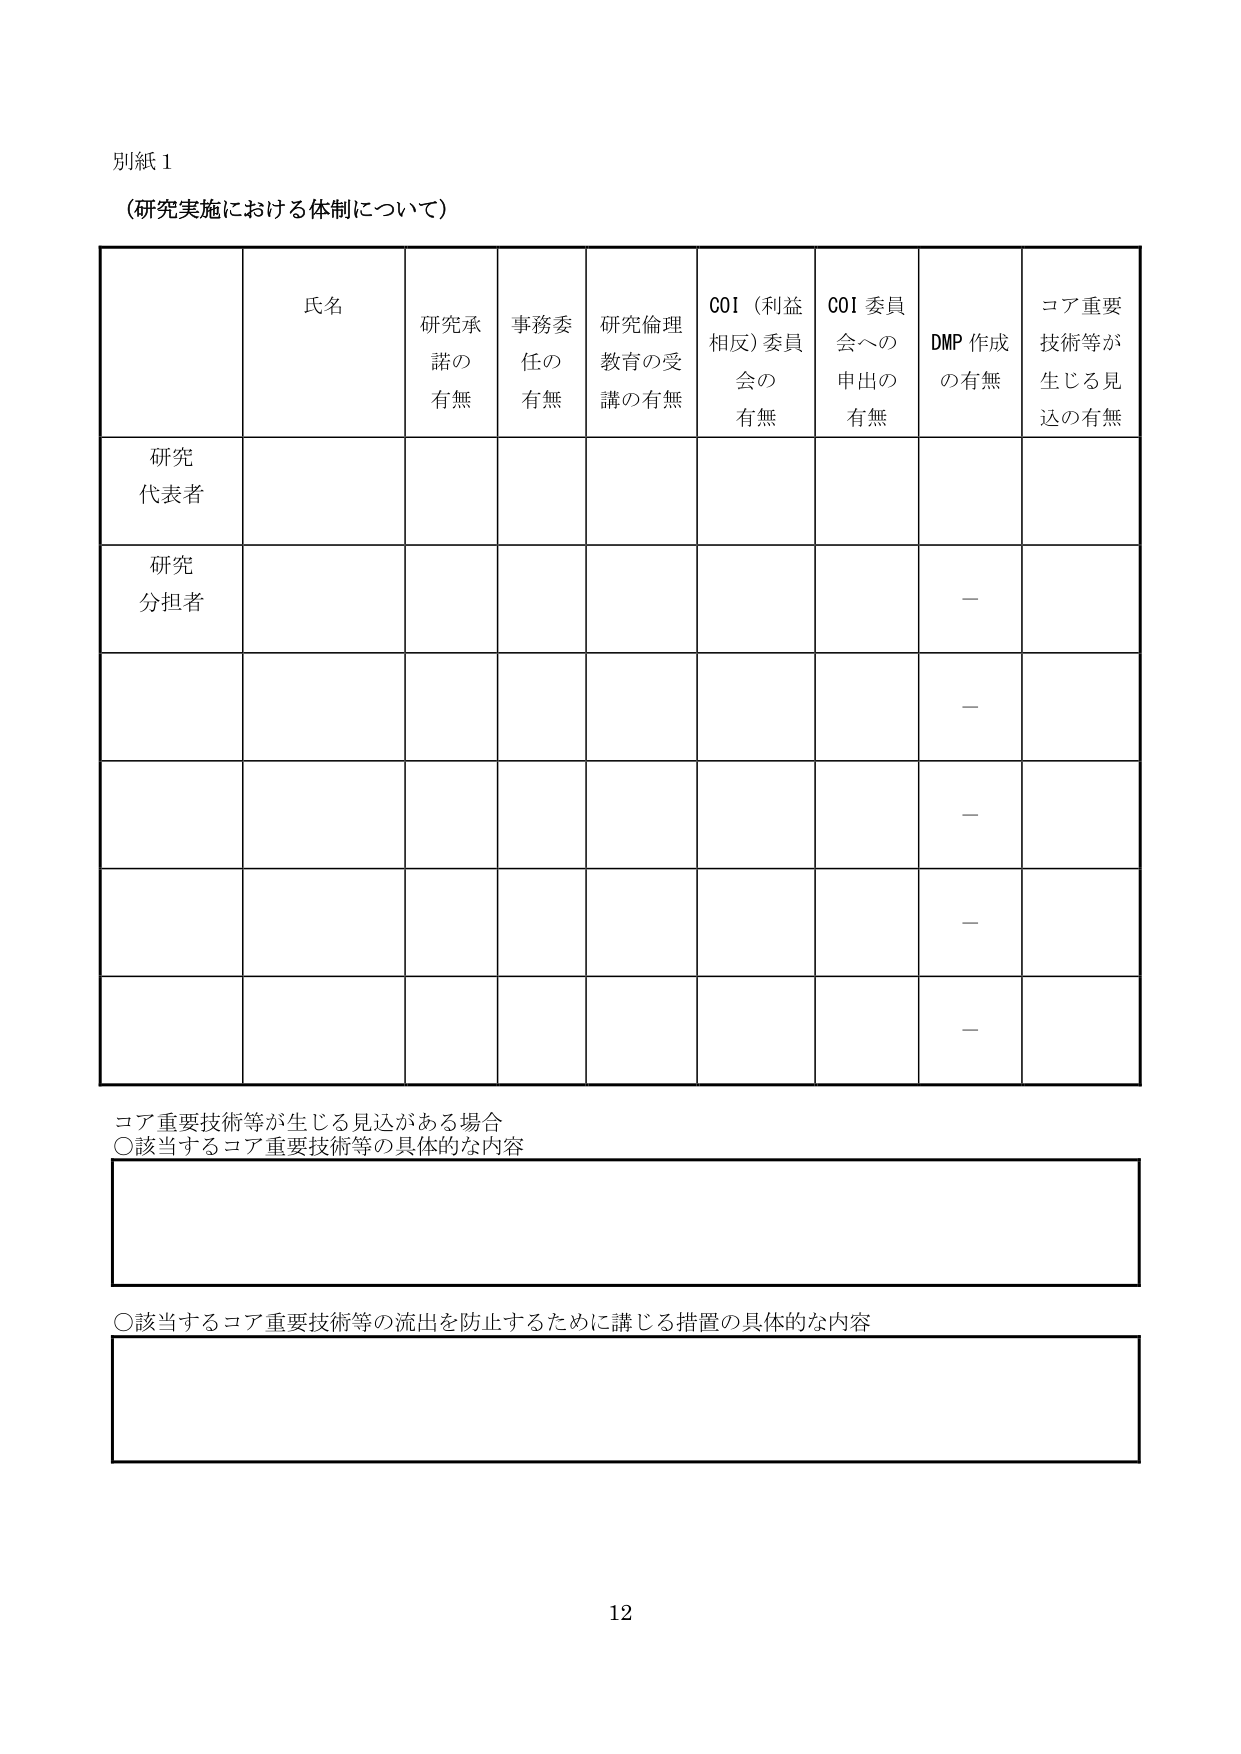 別紙１
（研究実施における体制について）
氏名
研究承
諾の
有無
事務委
任の
有無
研究倫理
教育の受
講の有無
COI（利益
相反）委員
会の
有無
COI 委員
会への
申出の
有無
DMP 作成
の有無
コア重要
技術等が
生じる見
込の有無
研究
代表者
研究
分担者
―
―
―
―
―
コア重要技術等が生じる見込がある場合
○該当するコア重要技術等の具体的な内容
○該当するコア重要技術等の流出を防止するために講じる措置の具体的な内容
12